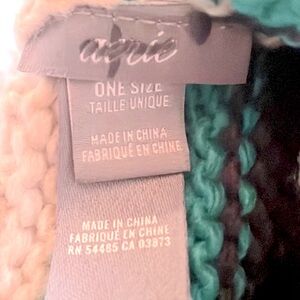 aerie
ONE SIZE
TAILLE UNIQUE
MADE IN CHINA
FABRIQUÉ EN CHINE
MADE IN CHINA
FABRIQUÉ EN CHINE
RN 54485 CA 03873